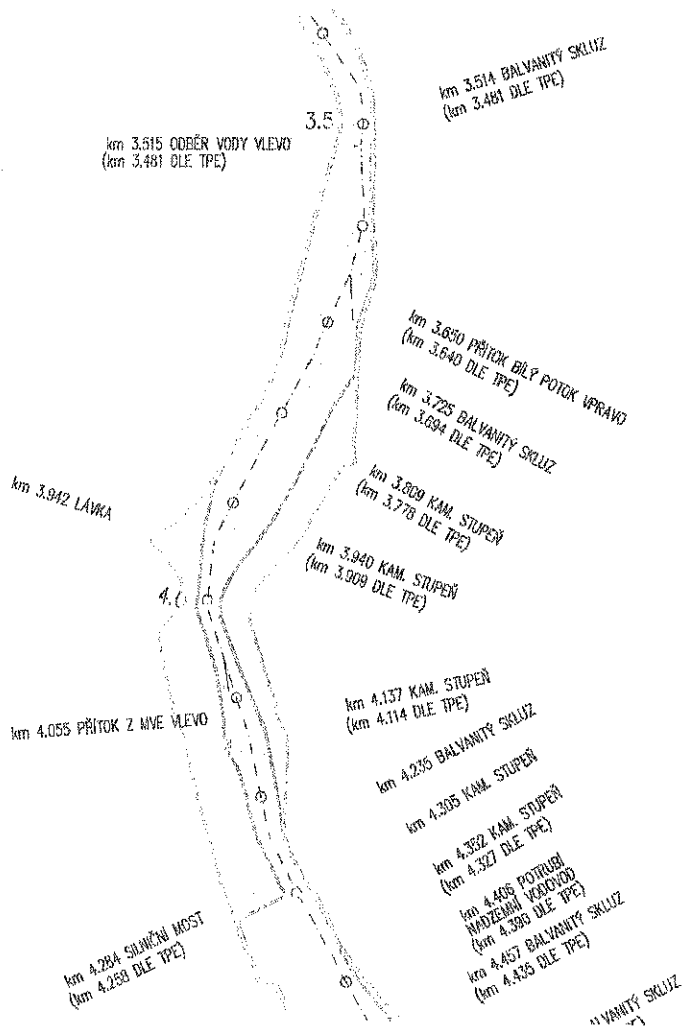 km 3.514 BALVANITÝ SKLUZ
(km 3.481 DLE TPE)
3.5
km 3.515 ODBĚR VODY VLEVO
(km 3.481 DLE TPE)
km 3.650 PŘÍTOK BÍLÝ POTOK VPRAVO
(km 3.640 DLE TPE)
km 3.725 BALVANITÝ SKLUZ
(km 3.694 DLE TPE)
km 3.809 KAM. STUPEŇ
(km 3.778 DLE TPE)
km 3.942 LÁVKA
km 3.940 KAM. STUPEŇ
(km 3.909 DLE TPE)
4.
km 4.137 KAM. STUPEŇ
(km 4.114 DLE TPE)
km 4.055 PŘÍTOK Z MVE VLEVO
km 4.235 BALVANITÝ SKLUZ
km 4.305 KAM. STUPEŇ
km 4.352 KAM. STUPEŇ
(km 4.327 DLE TPE)
km 4.406 POTRUBÍ
NADZEMNÍ VODOVOD
(km 4.380 DLE TPE)
km 4.457 BALVANITÝ SKLUZ
(km 4.435 DLE TPE)
km 4.284 SILNIČNÍ MOST
(km 4.258 DLE TPE)
ALVANITÝ SKLUZ